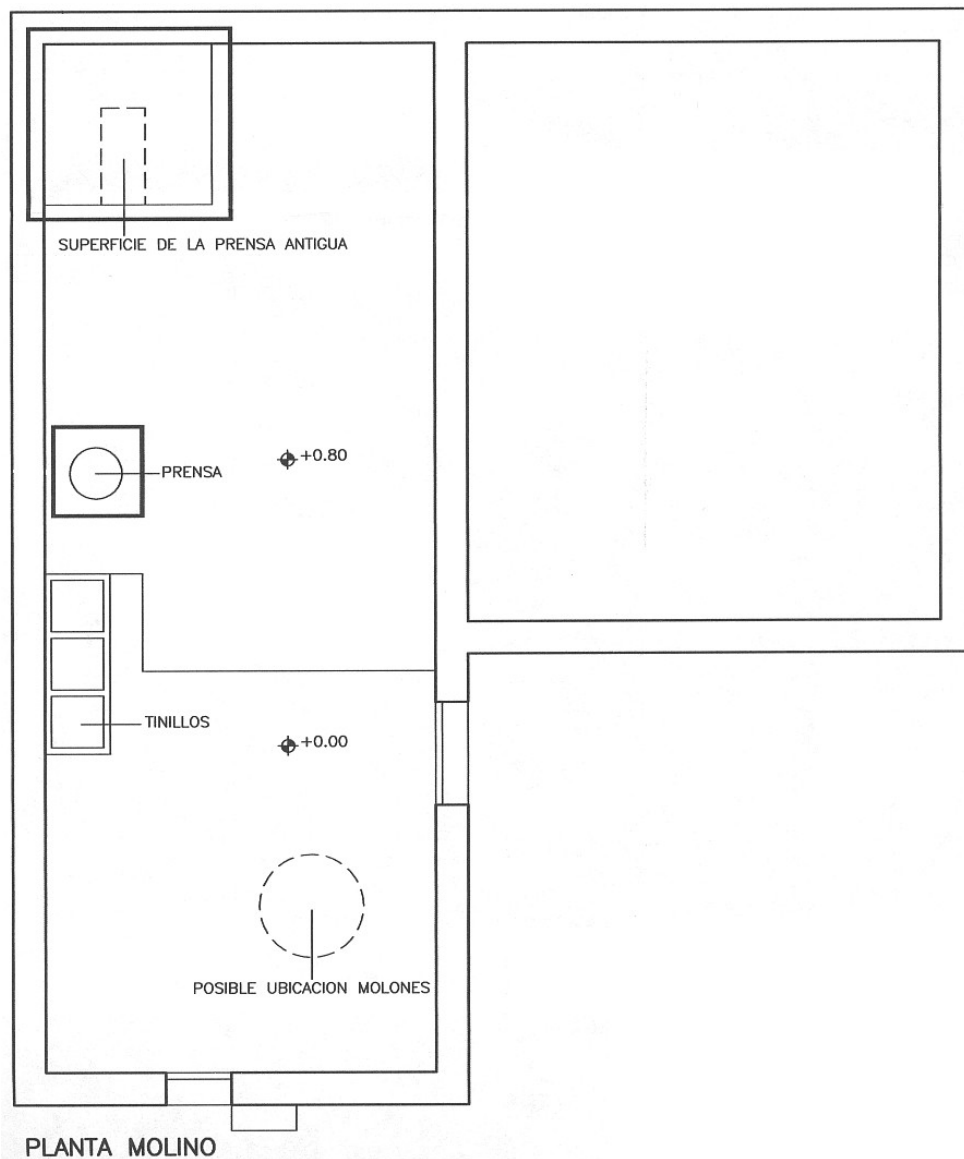 SUPERFICIE DE LA PRENSA ANTIGUA
+0.80
PRENSA
TINILLOS
+0.00
POSIBLE UBICACION MOLONES
PLANTA MOLINO